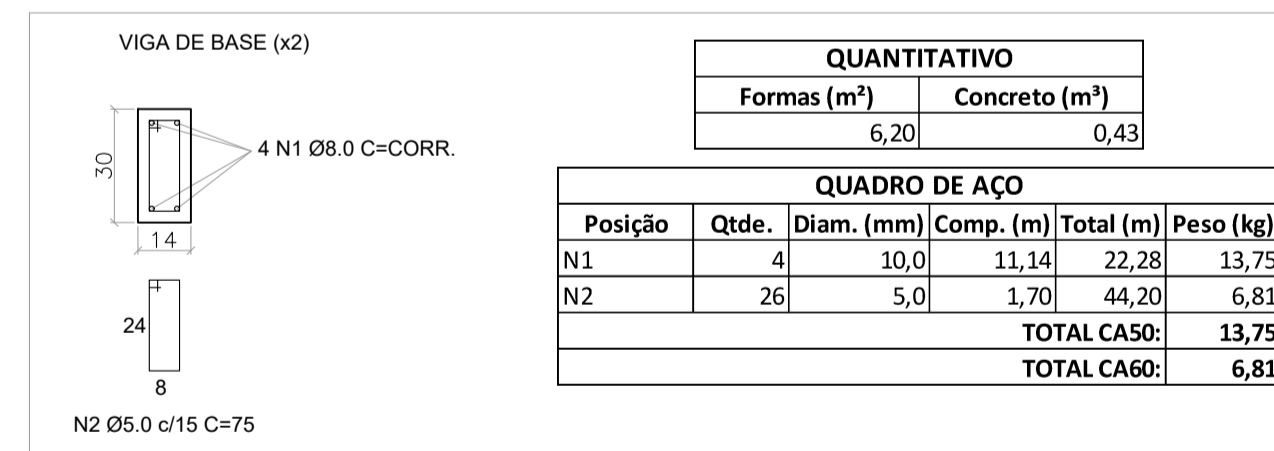 VIGA DE BASE (x2)
30
14
4 N1 Ø8.0 C=CORR.
24
8
N2 Ø5.0 c/15 C=75
QUANTITATIVO
Formas (m²) Concreto (m³)
6,20 0,43
QUADRO DE AÇO
Posição Qtde. Diam. (mm) Comp. (m) Total (m) Peso (kg)
N1 4 10,0 11,14 22,28 13,75
N2 26 5,0 1,70 44,20 6,81
TOTAL CA50: 13,75
TOTAL CA60: 6,81